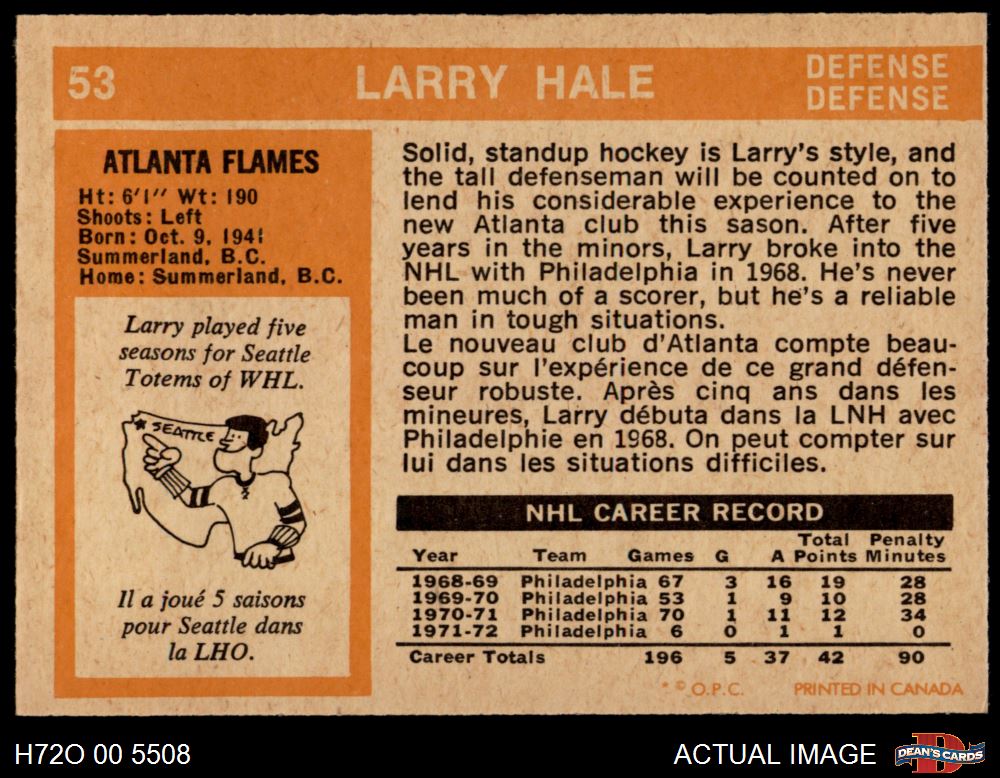 53
LARRY HALE
DEFENSE
DEFENSE
ATLANTA FLAMES
Ht: 6'1'' Wt: 190
Shoots: Left
Born: Oct. 9, 1941
Summerland, B.C.
Home: Summerland, B.C.
Larry played five
seasons for Seattle
Totems of WHL.
SEATTLE
Il a joué 5 saisons
pour Seattle dans
la LHO.
Solid, standup hockey is Larry's style, and
the tall defenseman will be counted on to
lend his considerable experience to the
new Atlanta club this sason. After five
years in the minors, Larry broke into the
NHL with Philadelphia in 1968. He's never
been much of a scorer, but he's a reliable
man in tough situations.
Le nouveau club d'Atlanta compte beau-
coup sur l'expérience de ce grand défen-
seur robuste. Après cinq ans dans les
mineures, Larry débuta dans la LNH avec
Philadelphie en 1968. On peut compter sur
lui dans les situations difficiles.
NHL CAREER RECORD
Year Team Games G A Total Points Penalty Minutes
1968-69 Philadelphia 67 3 16 19 28
1969-70 Philadelphia 53 1 9 10 28
1970-71 Philadelphia 70 1 11 12 34
1971-72 Philadelphia 6 0 1 1 0
Career Totals 196 5 37 42 90
* © O.P.C. PRINTED IN CANADA
H72O 00 5508
ACTUAL IMAGE
D
DEAN'S CARDS